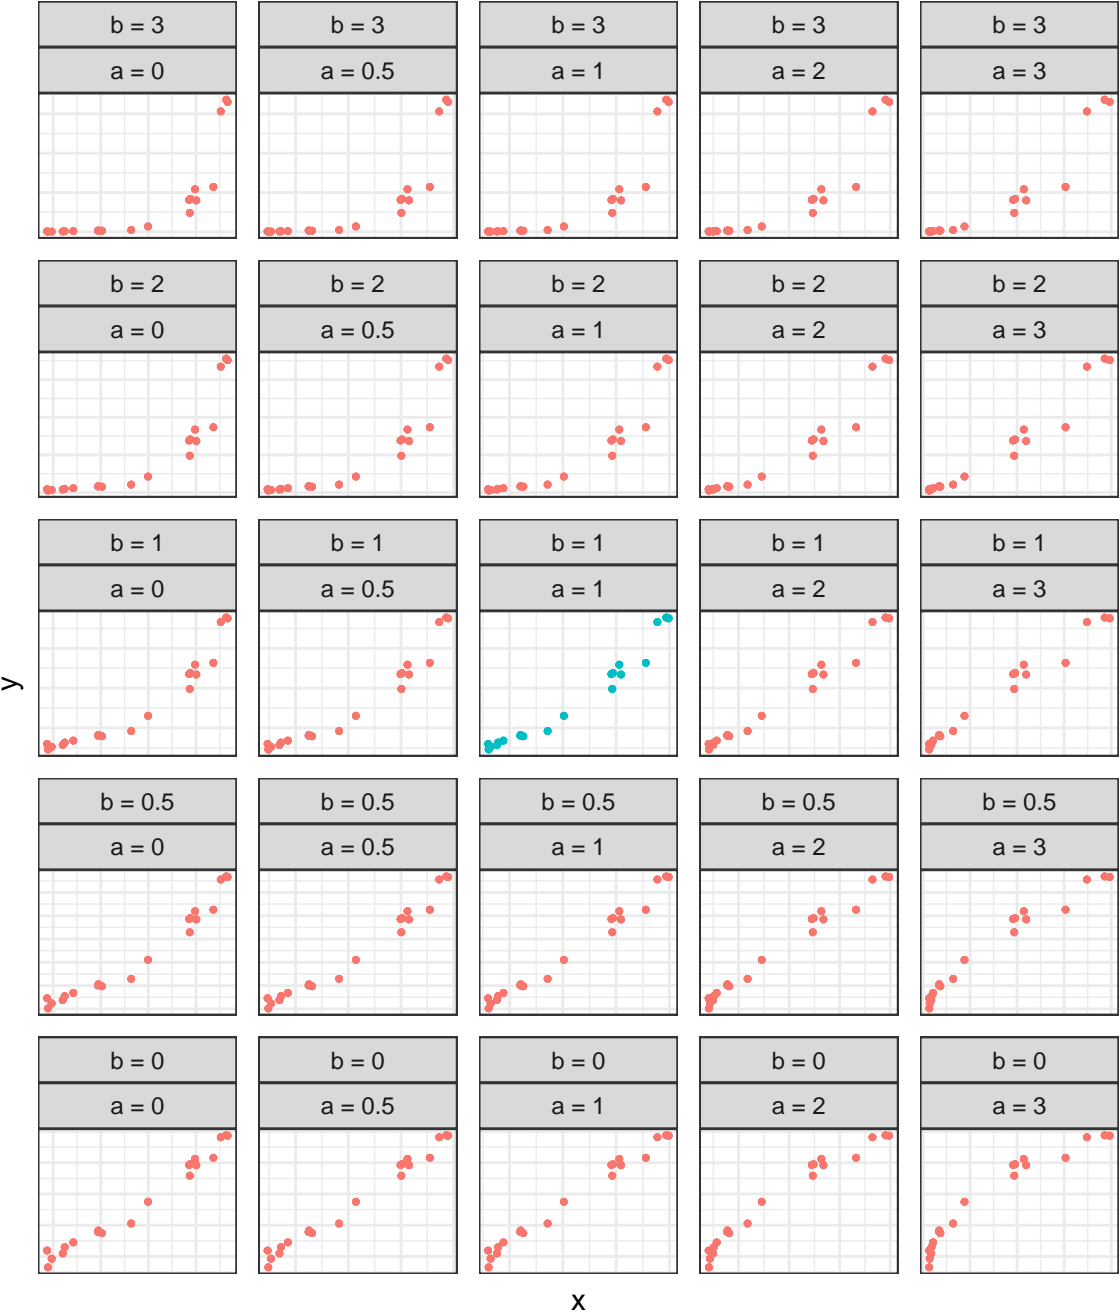 b = 3 b = 3 b = 3 b = 3 b = 3
a = 0 a = 0.5 a = 1 a = 2 a = 3
b = 2 b = 2 b = 2 b = 2 b = 2
a = 0 a = 0.5 a = 1 a = 2 a = 3
b = 1 b = 1 b = 1 b = 1 b = 1
a = 0 a = 0.5 a = 1 a = 2 a = 3
y
b = 0.5 b = 0.5 b = 0.5 b = 0.5 b = 0.5
a = 0 a = 0.5 a = 1 a = 2 a = 3
b = 0 b = 0 b = 0 b = 0 b = 0
a = 0 a = 0.5 a = 1 a = 2 a = 3
x